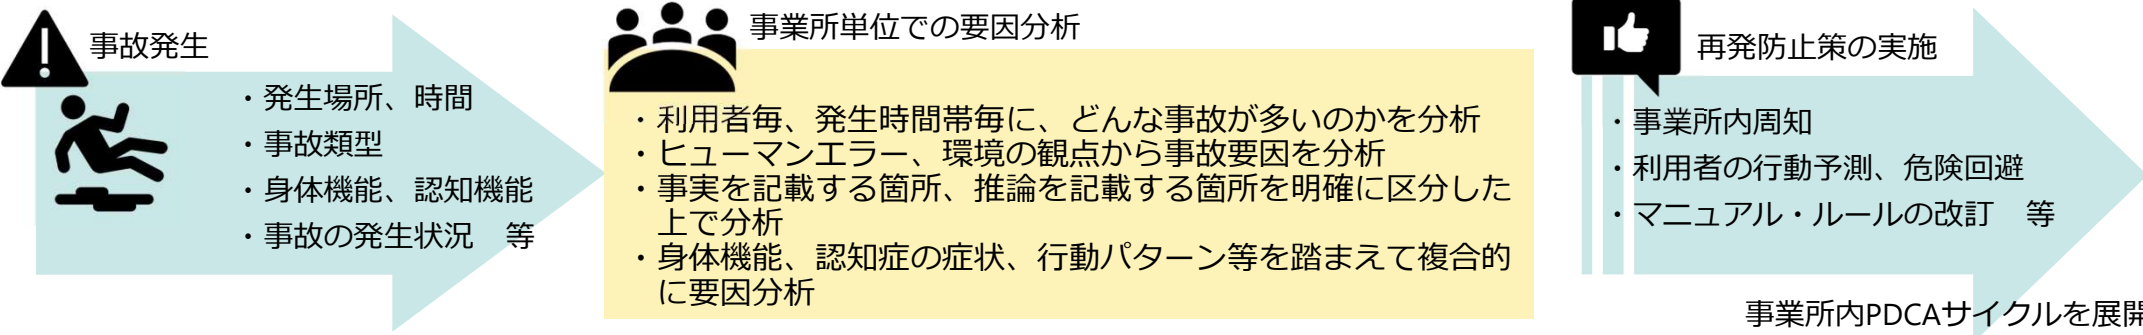 事故発生
・発生場所、時間
・事故類型
・身体機能、認知機能
・事故の発生状況　等
事業所単位での要因分析
・利用者毎、発生時間帯毎に、どんな事故が多いのかを分析
・ヒューマンエラー、環境の観点から事故要因を分析
・事実を記載する箇所、推論を記載する箇所を明確に区分した
上で分析
・身体機能、認知症の症状、行動パターン等を踏まえて複合的
に要因分析
再発防止策の実施
・事業所内周知
・利用者の行動予測、危険回避
・マニュアル・ルールの改訂　等
事業所内PDCAサイクルを展開